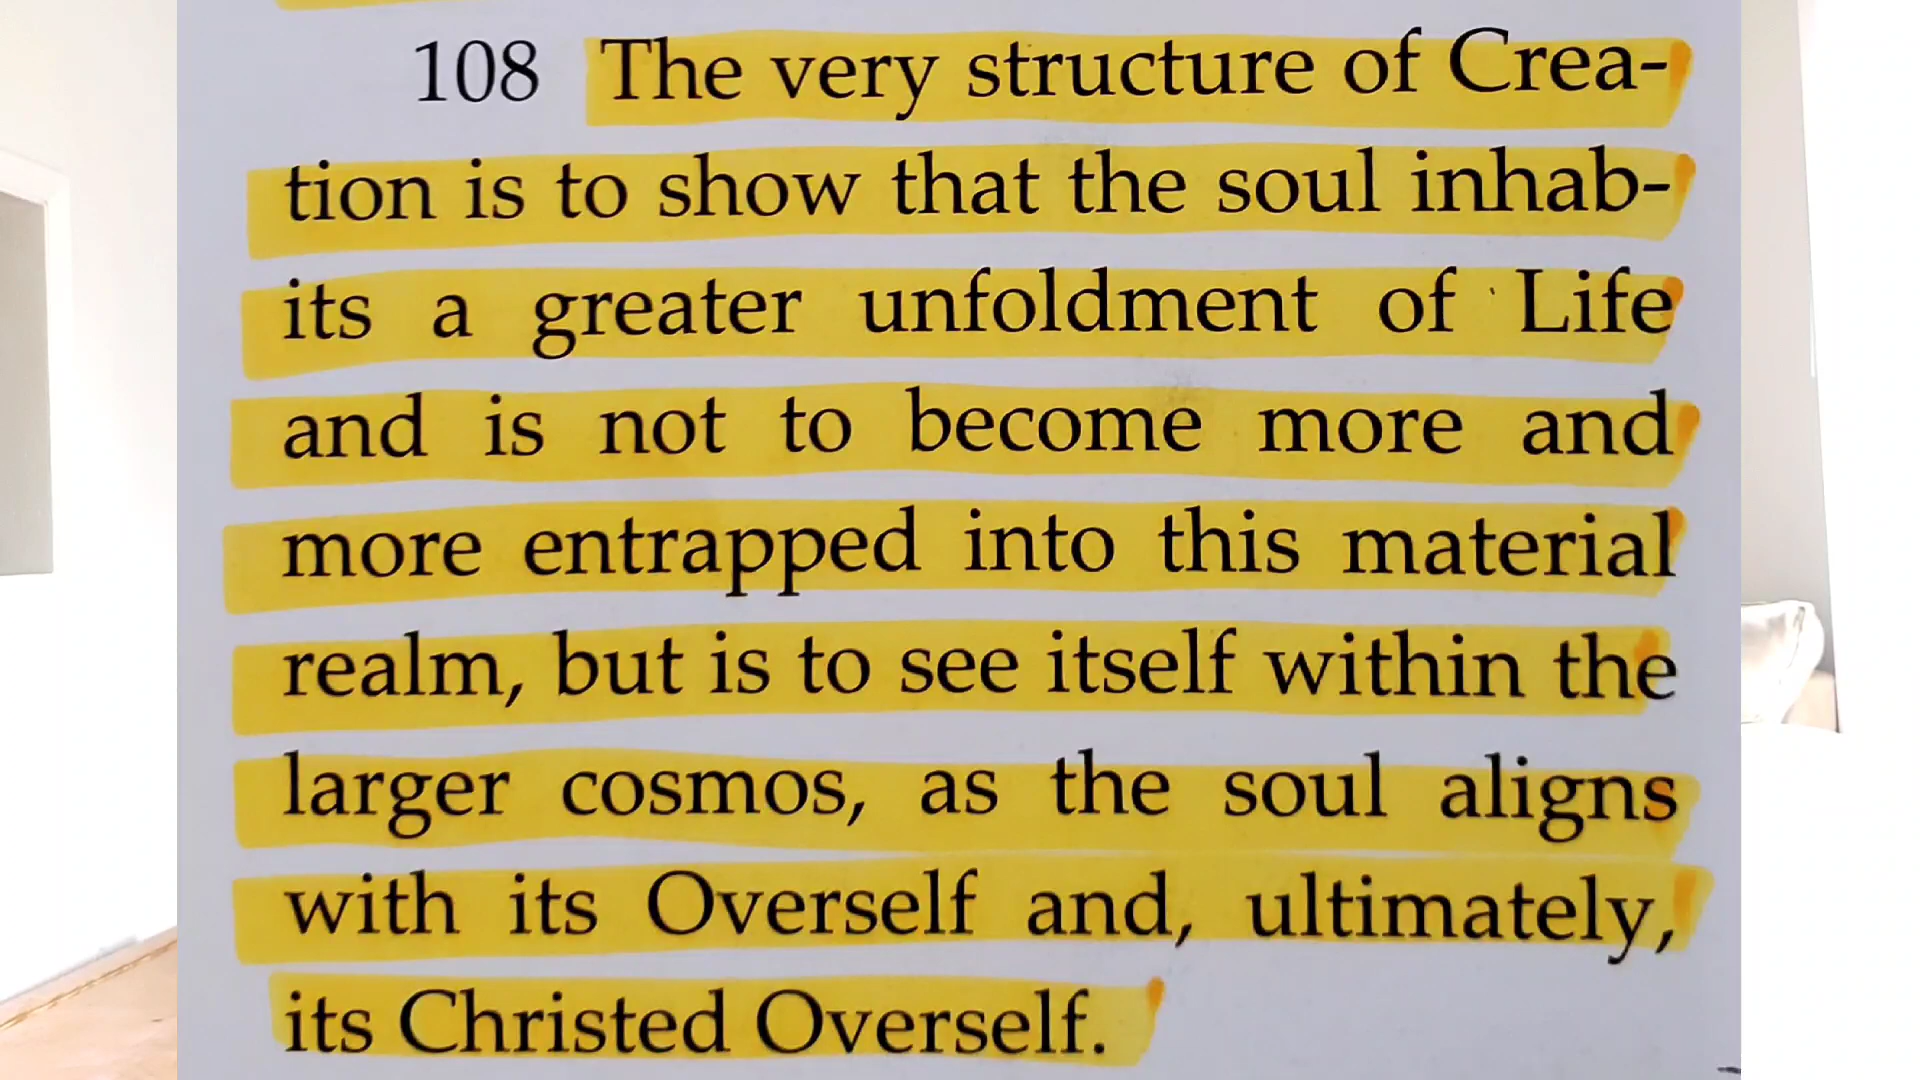 108 The very structure of Crea-
tion is to show that the soul inhab-
its a greater unfoldment of Life
and is not to become more and
more entrapped into this material
realm, but is to see itself within the
larger cosmos, as the soul aligns
with its Overself and, ultimately,
its Christed Overself.